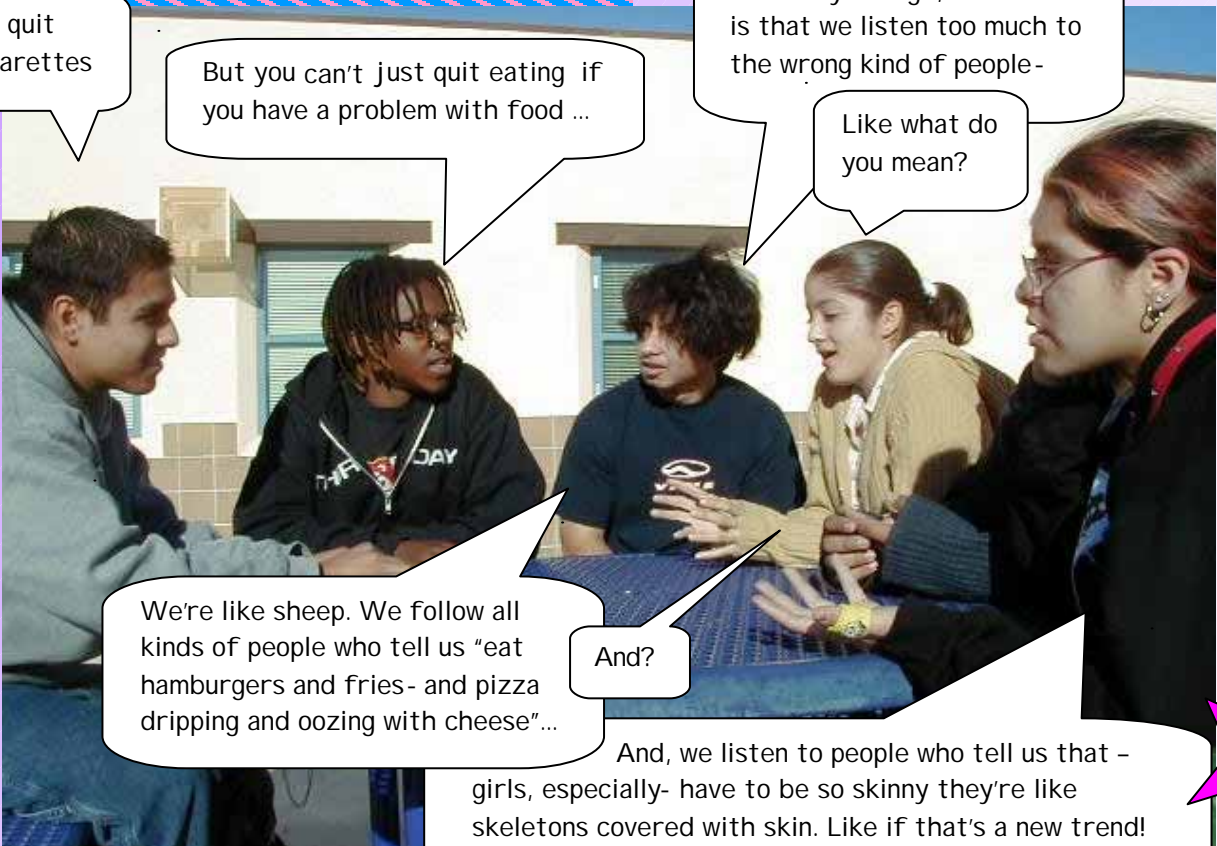 quit
But you can't just quit eating if
you have a problem with food ...
is that we listen too much to
the wrong kind of people-
Like what do
you mean?
DAY
We're like sheep. We follow all
kinds of people who tell us "eat
hamburgers and fries- and pizza
dripping and oozing with cheese"...
And?
And, we listen to people who tell us that –
girls, especially- have to be so skinny they're like
skeletons covered with skin. Like if that's a new trend!